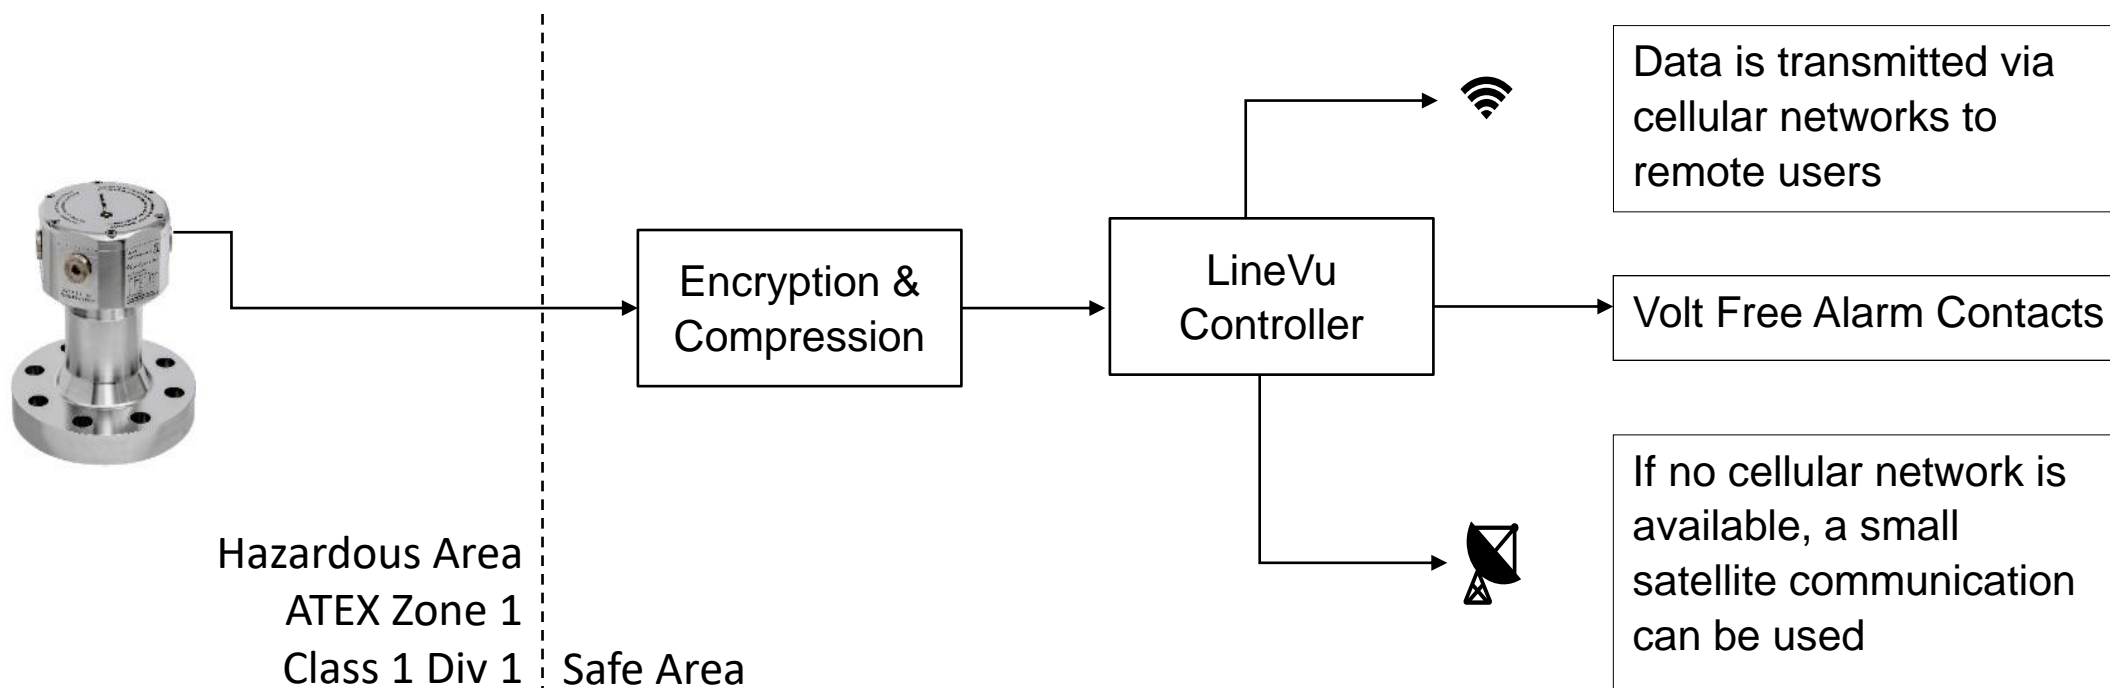 Data is transmitted via
cellular networks to
remote users
Encryption &
Compression
LineVu
Controller
Volt Free Alarm Contacts
If no cellular network is
available, a small
satellite communication
can be used
Hazardous Area
ATEX Zone 1
Class 1 Div 1
Safe Area